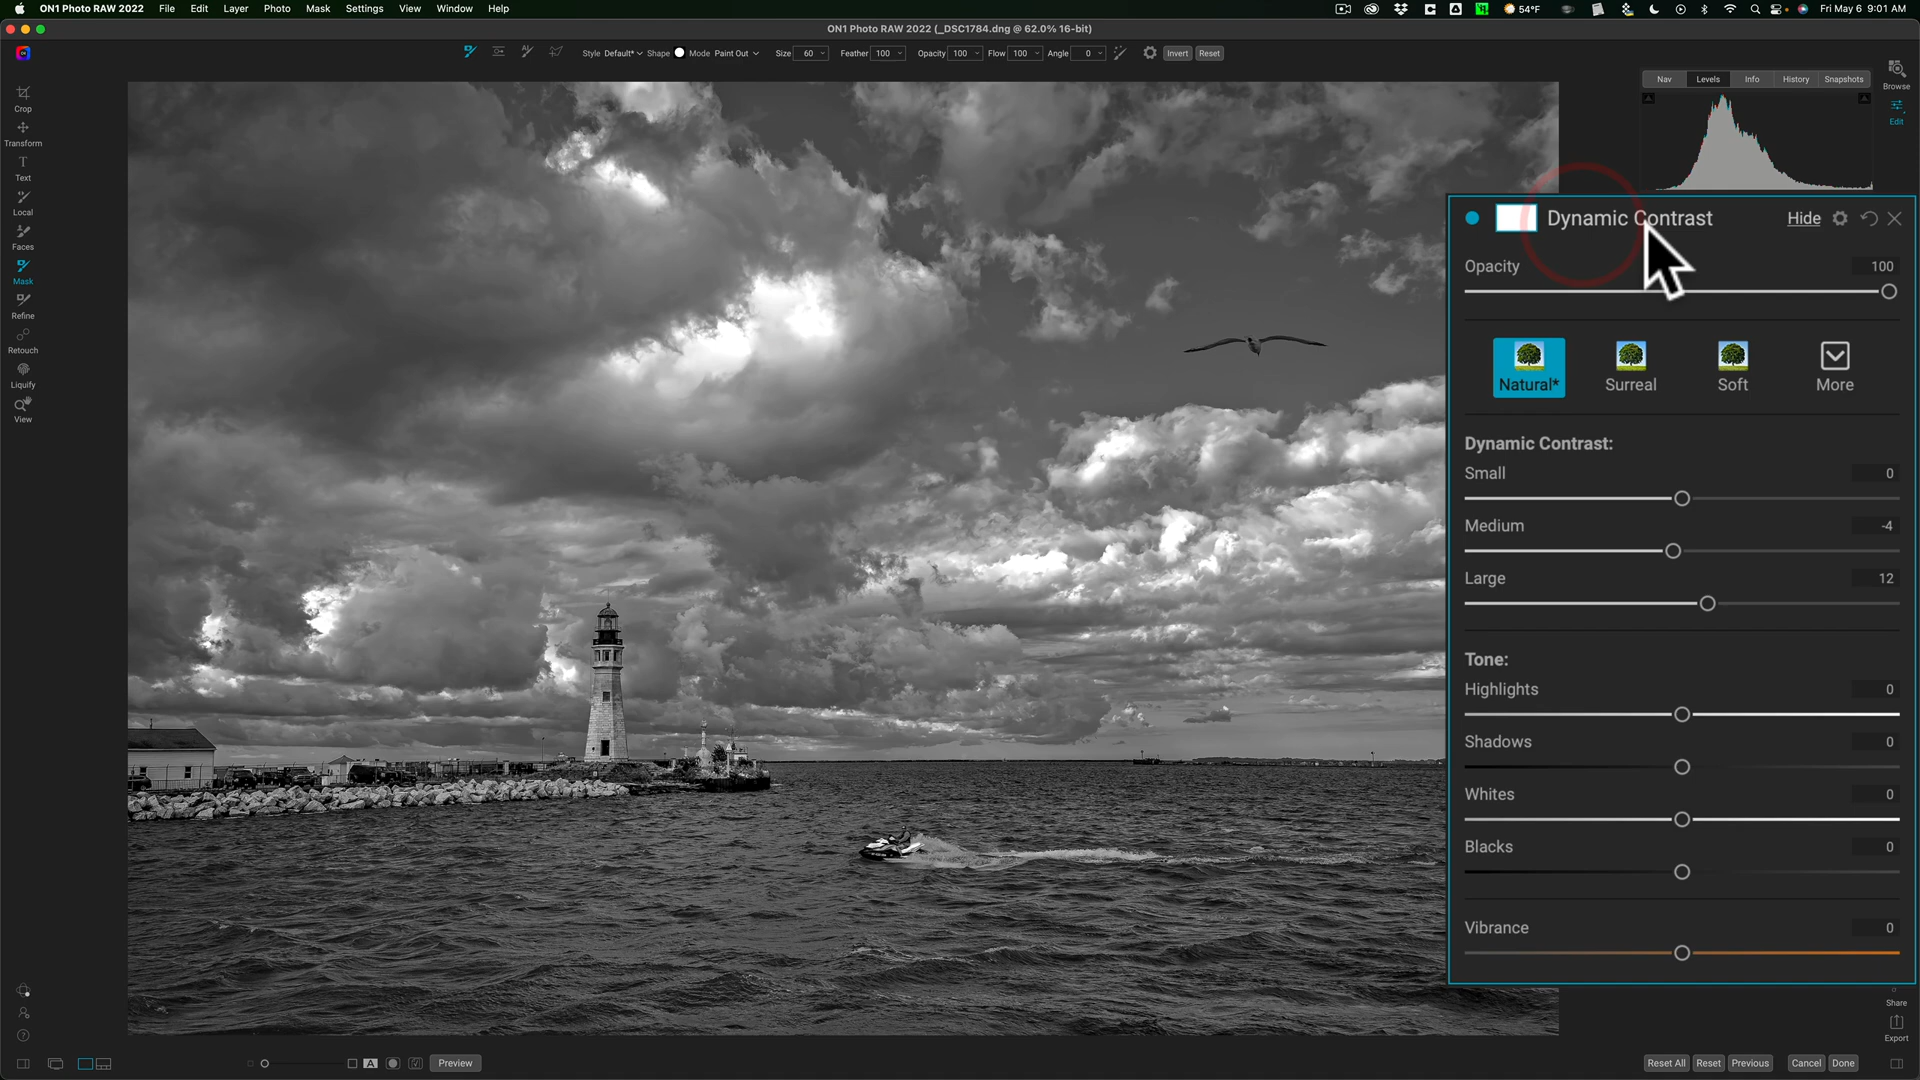 ON1 Photo RAW 2022 File Edit Layer Photo Mask Settings View Window Help 54°F Fri May 6 9:01 AM
ON1 Photo RAW 2022 (_DSC1784.dng @ 62.0% 16-bit)
Style Default* Shape Mode Paint Out Size 60 Feather 100 Opacity 100 Flow 100 Angle 0 Invert Reset
Nav Levels Info History Snapshots
Browse
Edit
Crop
Transform
Text
Local
Faces
Mask
Refine
Retouch
Liquify
View
Dynamic Contrast Hide
Opacity 100
Natural* Surreal Soft More
Dynamic Contrast:
Small 0
Medium -4
Large 12
Tone:
Highlights 0
Shadows 0
Whites 0
Blacks 0
Vibrance 0
Share
Export
A Preview Reset All Reset Previous Cancel Done